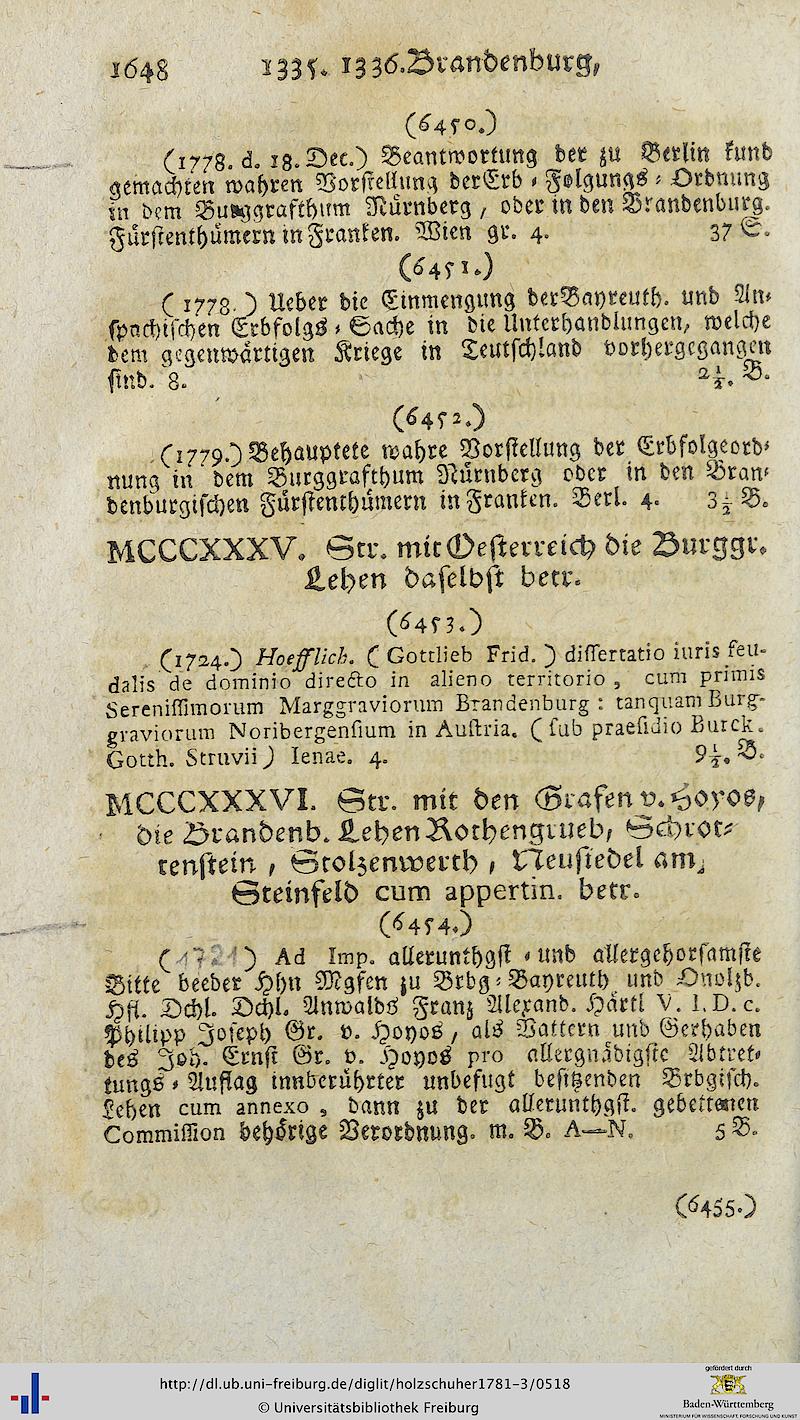 1648 1335. 1336. Brandenburg,
(6450.)
(1778. d. 18. Dec.) Beantwortung der zu Berlin kund
gemachten wahren Vorstellung der Erb⸗Folgungs⸗Ordnung
in dem Burggrafthum Nürnberg, oder in den Brandenburg.
Fürstenthümern in Franken. Wien gr. 4. 37 S.
(6451.)
(1778.) Ueber die Einmengung der Bayreuth. und An⸗
spachischen Erbfolgs⸗Sache in die Unterhandlungen, welche
dem gegenwärtigen Kriege in Teutschland vorhergegangen
sind. 8. 2½. B.
(6452.)
(1779.) Behauptete wahre Vorstellung der Erbfolgeord⸗
nung in dem Burggrafthum Nürnberg oder in den Bran⸗
denburgischen Fürstenthümern in Franken. Berl. 4. 3½ B.
MCCCXXXV. Str. mit Oesterreich die Burggr.
Lehen daselbst betr.
(6453.)
(1724.) Hoefflich. (Gottlieb Frid.) dissertatio iuris feu-
dalis de dominio directo in alieno territorio, cum primis
Serenissimorum Marggraviorum Brandenburg: tanquam Burg-
graviorum Noribergensium in Austria. (sub praesidio Burck.
Gotth. Struvii) Ienae. 4. 9½. B.
MCCCXXXVI. Str. mit den Grafen v. Hoyos,
die Brandenb. Lehen Rothengrueb, Schrot⸗
tenstein, Stolzenwerth, Neusiedel am
Steinfeld cum appertin. betr.
(6454.)
( ) Ad Imp. allerunthgst⸗und allergehorsamste
Bitte beeder Hhn Mgfen zu Brbg⸗Bayreuth und Onolzb.
Hfl. Dchl. Dchl. Anwalds Franz Alexand. Härtl V. I. D. c.
Philipp Joseph Gr. v. Hoyos, als Vattern und Gerhaben
des Joh. Ernst Gr. v. Hoyos pro allergnädigste Abtret⸗
tungs⸗Auflag innberührter unbefugt besitzenden Brbgisch.
Lehen cum annexo, dann zu der allerunthgst. gebettenen
Commission behörige Verordnung. m. B. A—N. 5 B.
(6455.)
http://dl.ub.uni-freiburg.de/diglit/holzschuher1781-3/0518
© Universitätsbibliothek Freiburg
gefördert durch
Baden-Württemberg
MINISTERIUM FÜR WISSENSCHAFT, FORSCHUNG UND KUNST